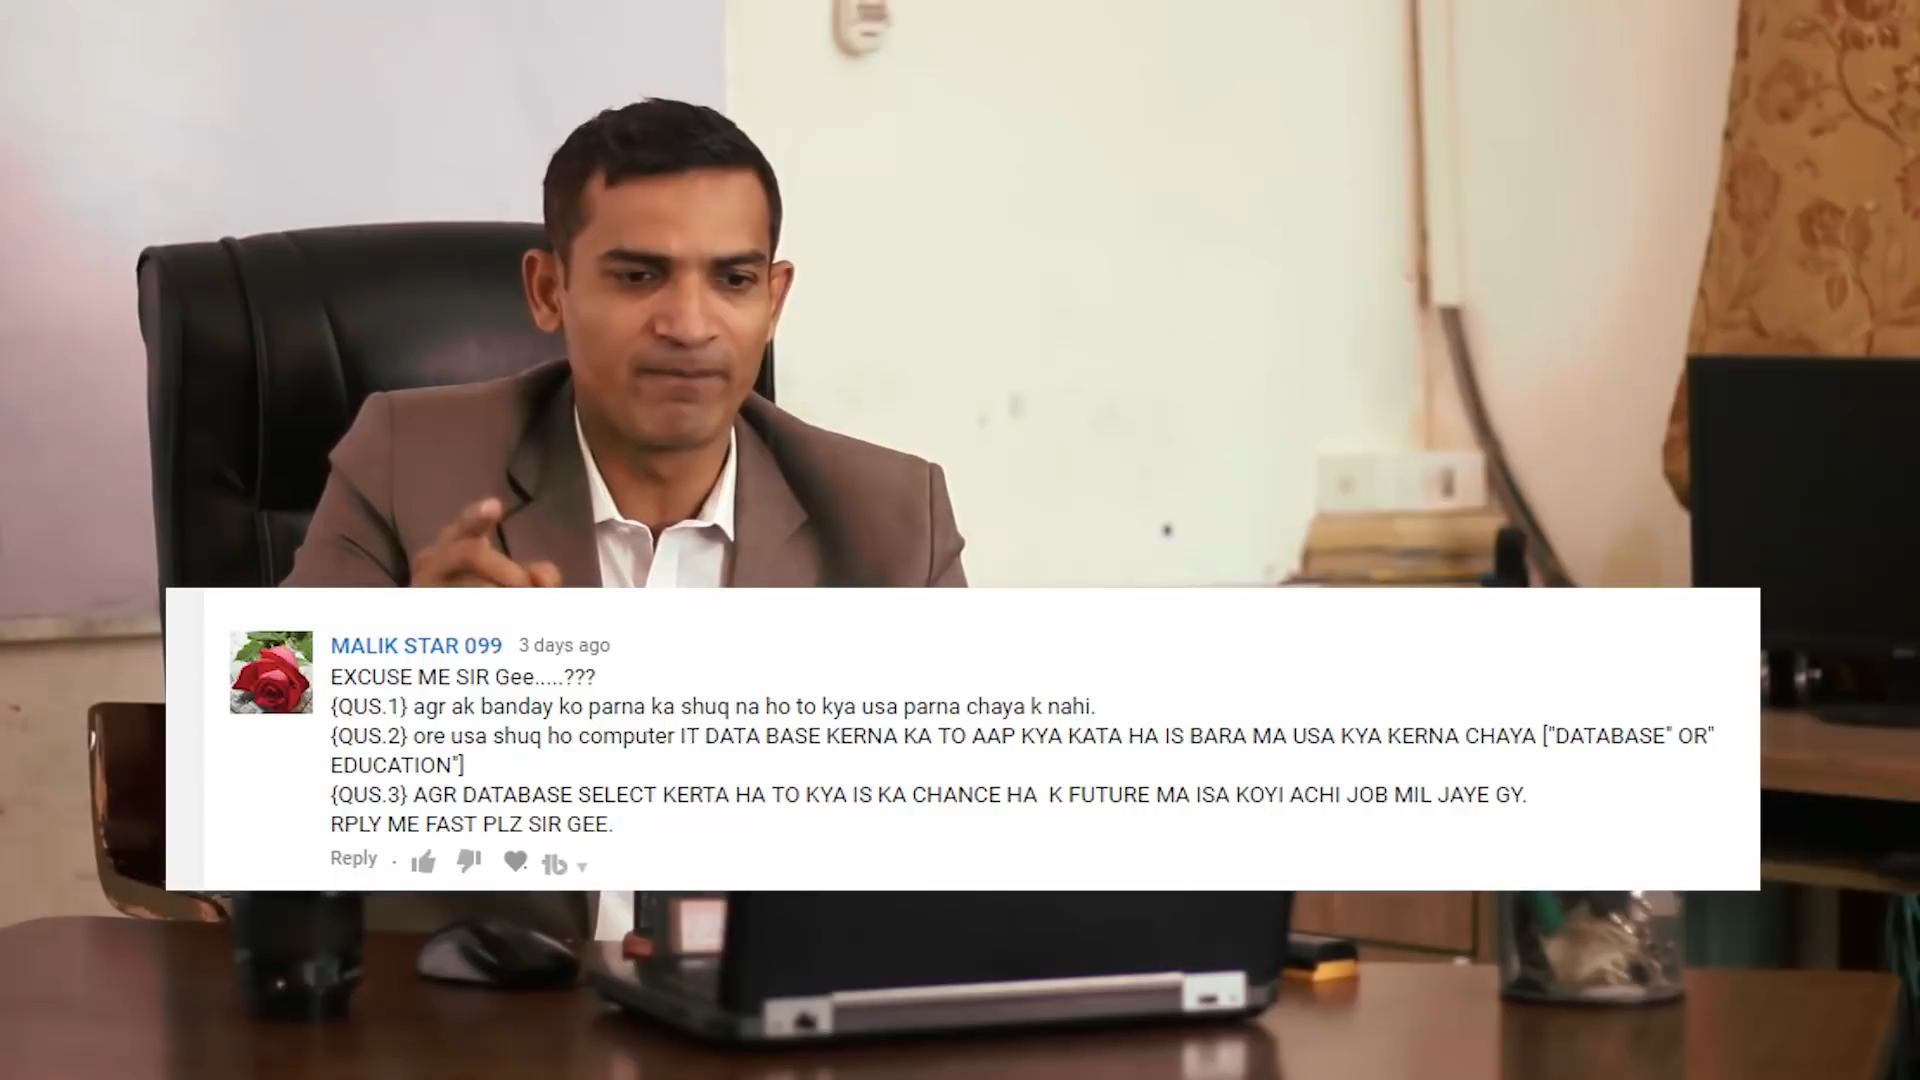 MALIK STAR 099 3 days ago
EXCUSE ME SIR Gee.....???
{QUS.1} agr ak banday ko parna ka shuq na ho to kya usa parna chaya k nahi.
{QUS.2} ore usa shuq ho computer IT DATA BASE KERNA KA TO AAP KYA KATA HA IS BARA MA USA KYA KERNA CHAYA ["DATABASE" OR"
EDUCATION"]
{QUS.3} AGR DATABASE SELECT KERTA HA TO KYA IS KA CHANCE HA K FUTURE MA ISA KOYI ACHI JOB MIL JAYE GY.
RPLY ME FAST PLZ SIR GEE.
Reply